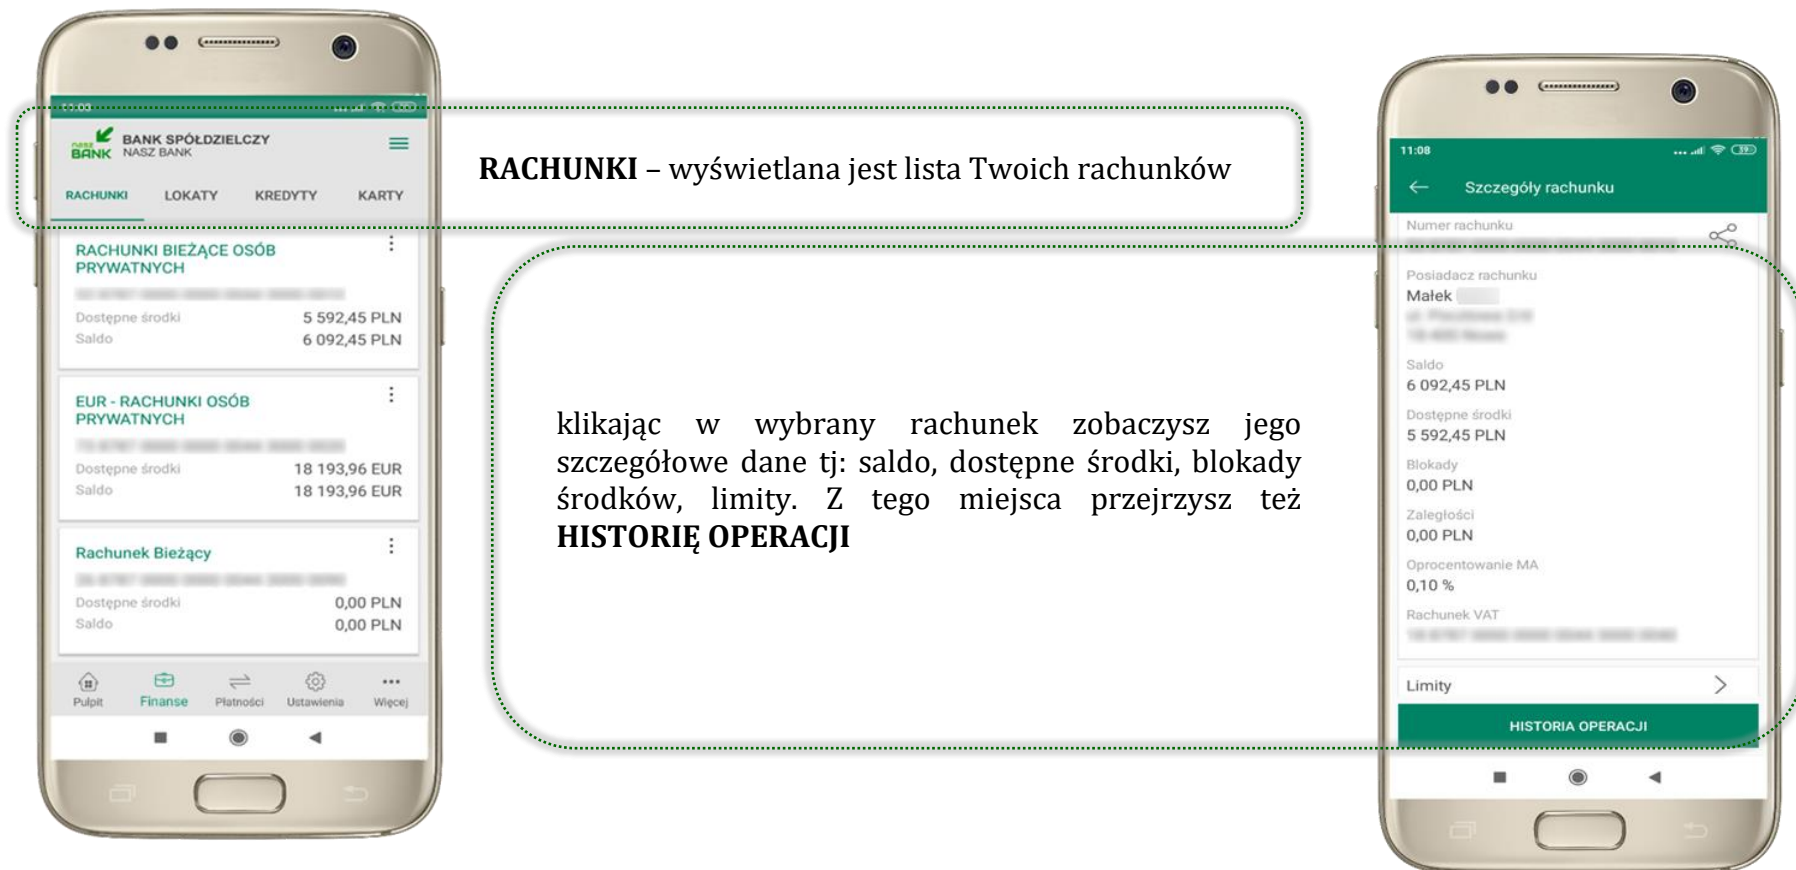 11:03
nasz
BANK
BANK SPÓŁDZIELCZY
NASZ BANK
RACHUNKI LOKATY KREDYTY KARTY
RACHUNKI BIEŻĄCE OSÓB
PRYWATNYCH
Dostępne środki 5 592,45 PLN
Saldo 6 092,45 PLN
EUR - RACHUNKI OSÓB
PRYWATNYCH
Dostępne środki 18 193,96 EUR
Saldo 18 193,96 EUR
Rachunek Bieżący
Dostępne środki 0,00 PLN
Saldo 0,00 PLN
Pulpit Finanse Płatności Ustawienia Więcej
RACHUNKI – wyświetlana jest lista Twoich rachunków
klikając w wybrany rachunek zobaczysz jego
szczegółowe dane tj: saldo, dostępne środki, blokady
środków, limity. Z tego miejsca przejrzysz też
HISTORIĘ OPERACJI
11:08 39
Szczegóły rachunku
Numer rachunku
Posiadacz rachunku
Małek
Saldo
6 092,45 PLN
Dostępne środki
5 592,45 PLN
Blokady
0,00 PLN
Zaległości
0,00 PLN
Oprocentowanie MA
0,10 %
Rachunek VAT
Limity
HISTORIA OPERACJI